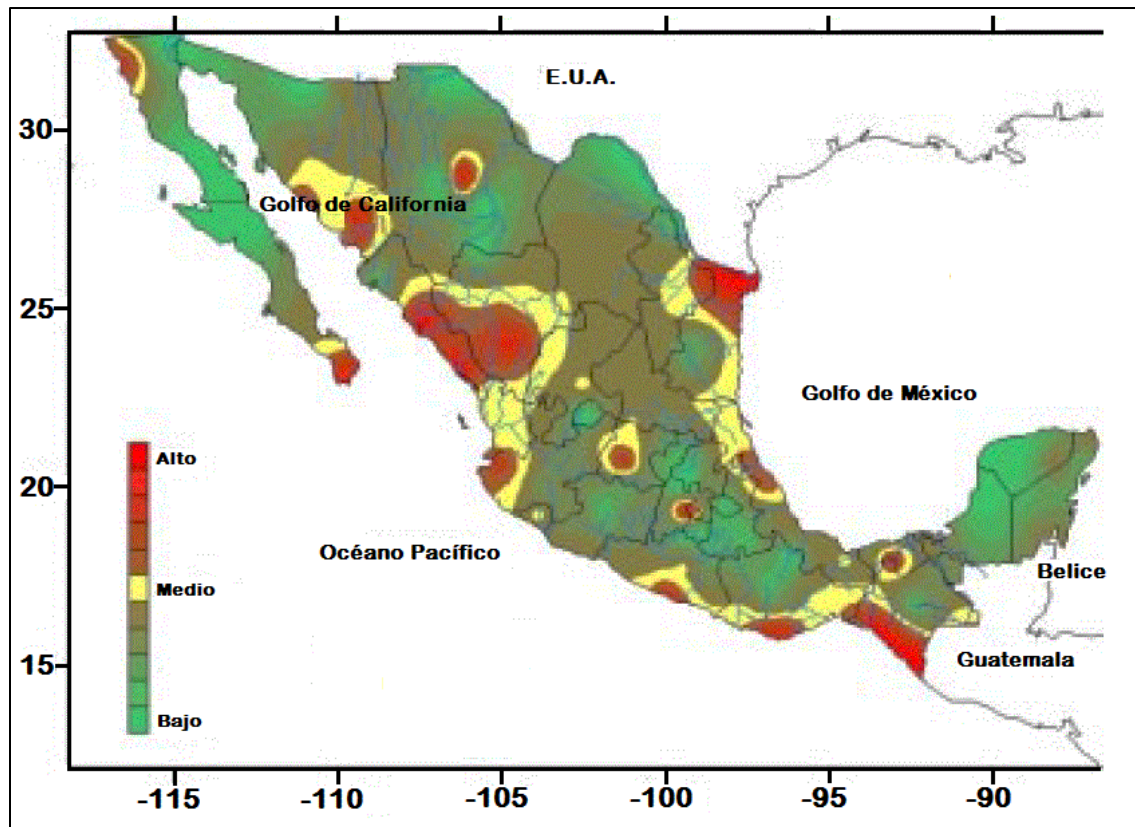 E.U.A.
30
Golfo de California
25
Golfo de México
Alto
20
Océano Pacífico
Medio
Belice
15
Guatemala
Bajo
-115 -110 -105 -100 -95 -90